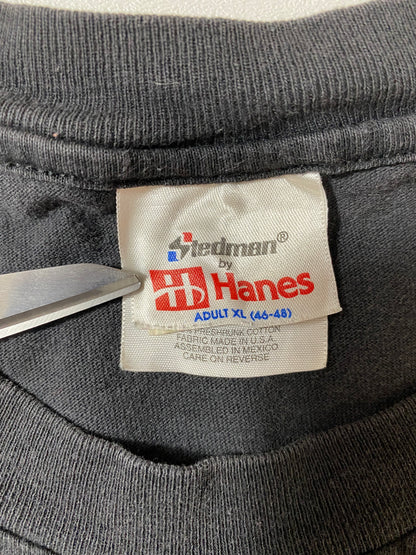 Stedman®
by
Hanes
ADULT XL (46-48)
PRESHRUNK COTTON
FABRIC MADE IN U.S.A.
ASSEMBLED IN MEXICO
CARE ON REVERSE